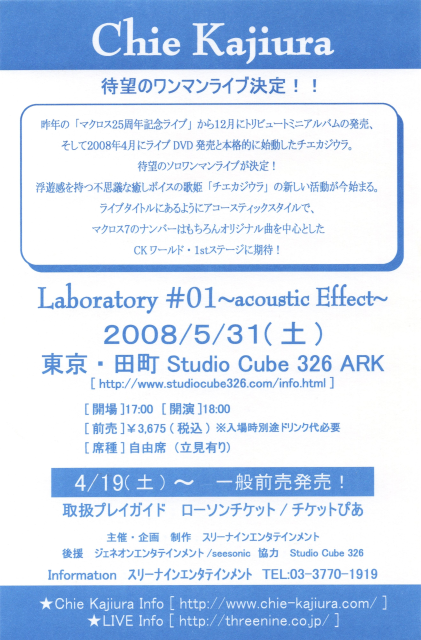 Chie Kajiura
待望のワンマンライブ決定！！
昨年の「マクロス25周年記念ライブ」から12月にトリビュートミニアルバムの発売、
そして2008年4月にライブDVD発売と本格的に始動したチエカジウラ。
待望のソロワンマンライブが決定！
浮遊感を持つ不思議な癒しボイスの歌姫「チエカジウラ」の新しい活動が今始まる。
ライブタイトルにあるようにアコースティックスタイルで、
マクロス7のナンバーはもちろんオリジナル曲を中心とした
CKワールド・1stステージに期待！
Laboratory #01～acoustic Effect～
2008/5/31(土)
東京・田町 Studio Cube 326 ARK
[ http://www.studiocube326.com/info.html ]
[開場]17:00 [開演]18:00
[前売]￥3,675（税込）※入場時別途ドリンク代必要
[席種]自由席（立見有り）
4/19(土)～ 一般前売発売！
取扱プレイガイド ローソンチケット/チケットぴあ
主催・企画 制作 スリーナインエンタテインメント
後援 ジェネオンエンタテインメント/seesonic 協力 Studio Cube 326
Information スリーナインエンタテインメント TEL:03-3770-1919
★Chie Kajiura Info [ http://www.chie-kajiura.com/ ]
★LIVE Info [ http://threenine.co.jp/ ]